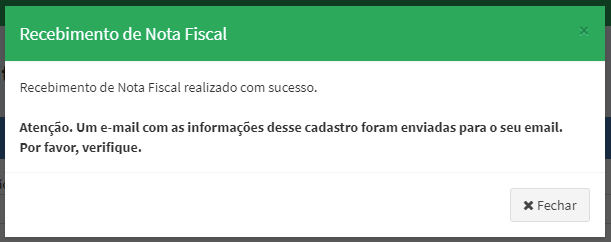 Recebimento de Nota Fiscal
×
Recebimento de Nota Fiscal realizado com sucesso.
Atenção. Um e-mail com as informações desse cadastro foram enviadas para o seu email.
Por favor, verifique.
✖ Fechar